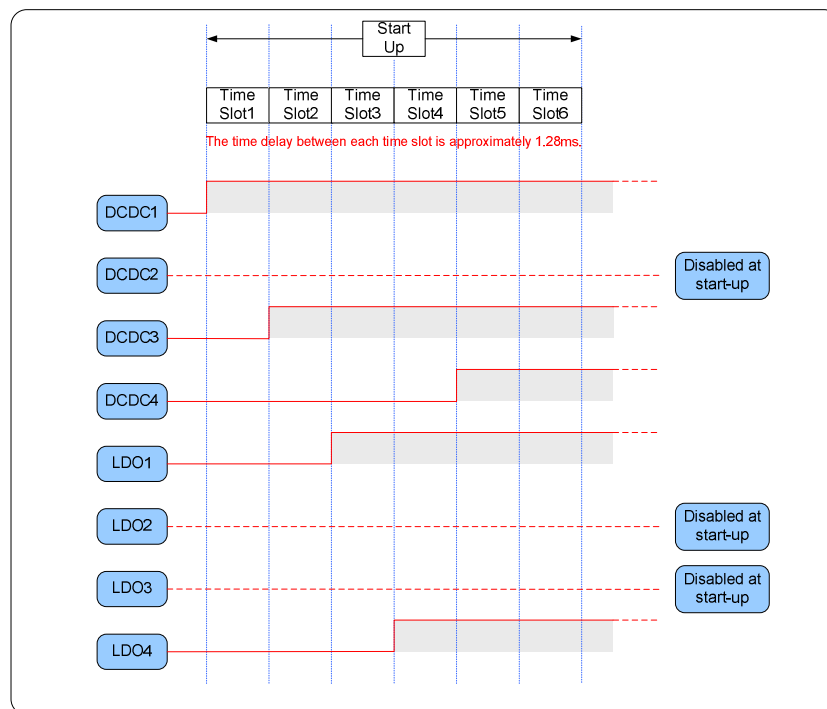 Start
Up
Time
Slot1
Time
Slot2
Time
Slot3
Time
Slot4
Time
Slot5
Time
Slot6
The time delay between each time slot is approximately 1.28ms.
DCDC1
DCDC2
Disabled at
start-up
DCDC3
DCDC4
LDO1
LDO2
Disabled at
start-up
LDO3
Disabled at
start-up
LDO4